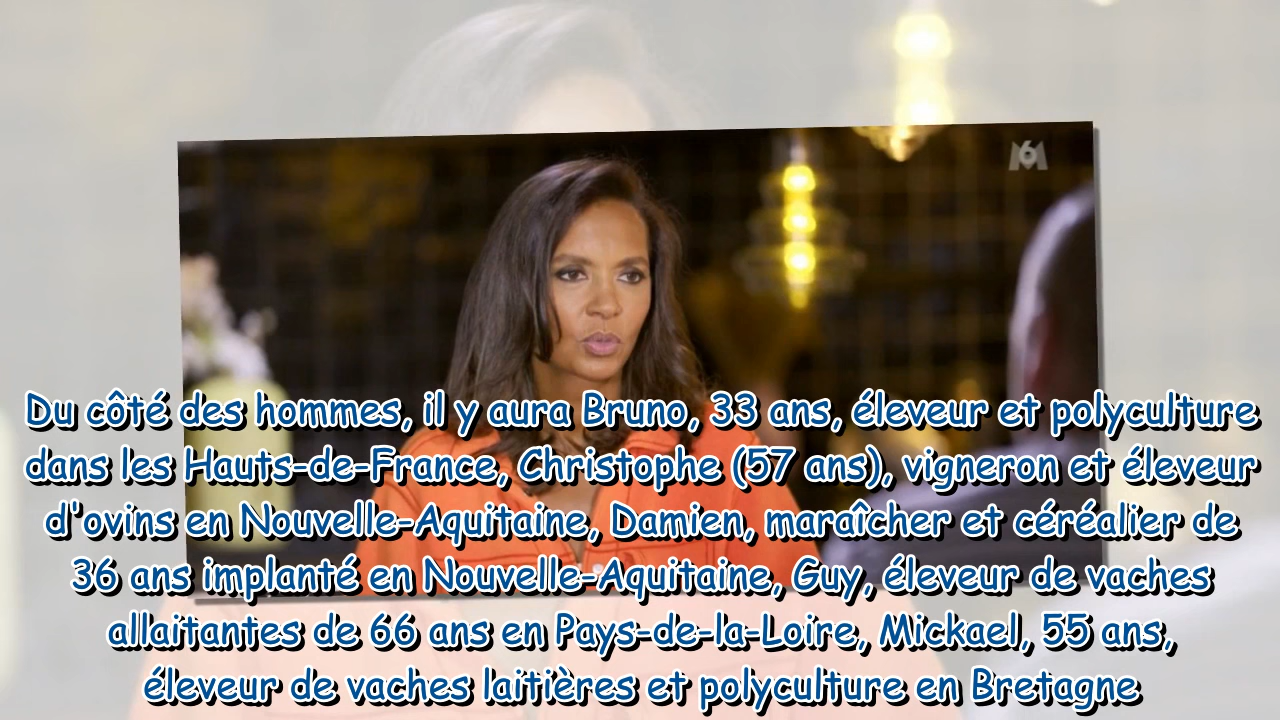 M6
Du côté des hommes, il y aura Bruno, 33 ans, éleveur et polyculture
dans les Hauts-de-France, Christophe (57 ans), vigneron et éleveur
d'ovins en Nouvelle-Aquitaine, Damien, maraîcher et céréalier de
36 ans implanté en Nouvelle-Aquitaine, Guy, éleveur de vaches
allaitantes de 66 ans en Pays-de-la-Loire, Mickael, 55 ans,
éleveur de vaches laitières et polyculture en Bretagne